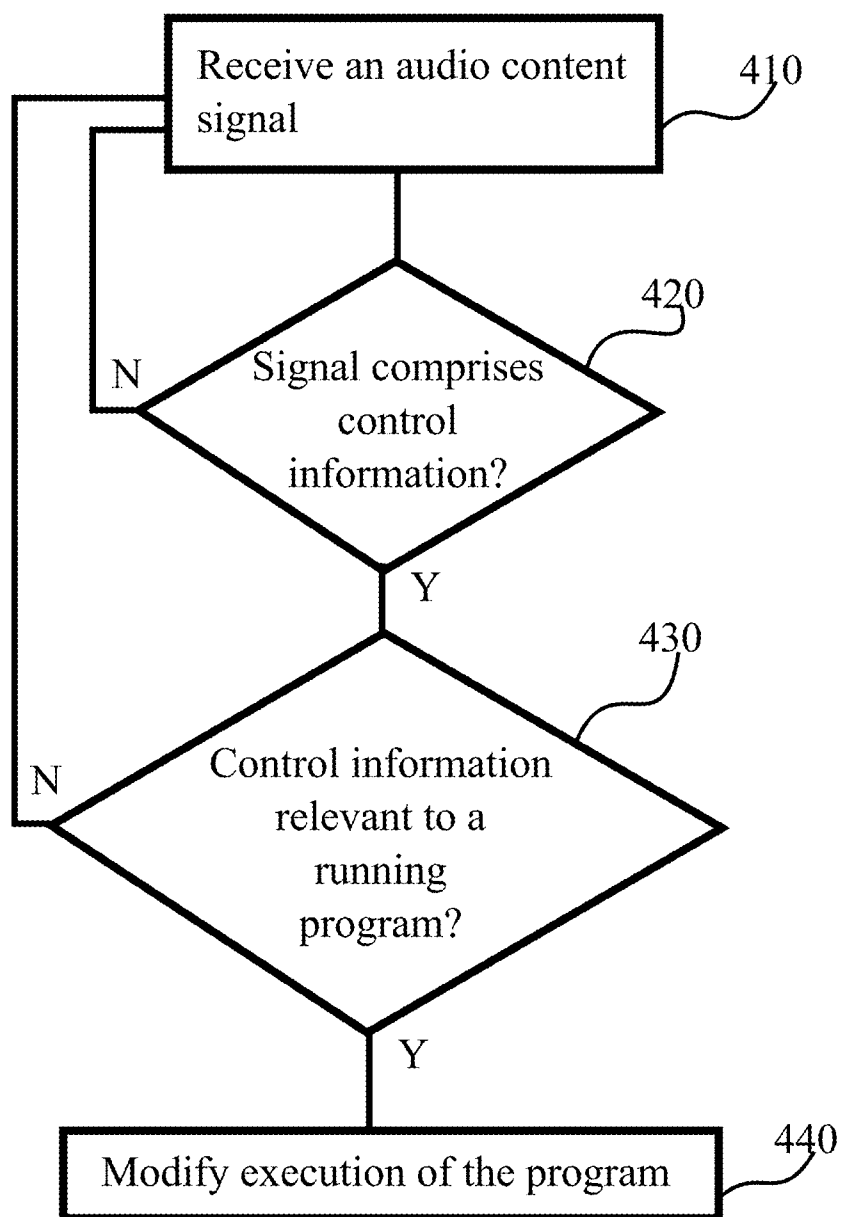 Receive an audio content
signal
410
420
N
Signal comprises
control
information?
Y
430
N
Control information
relevant to a
running
program?
Y
440
Modify execution of the program